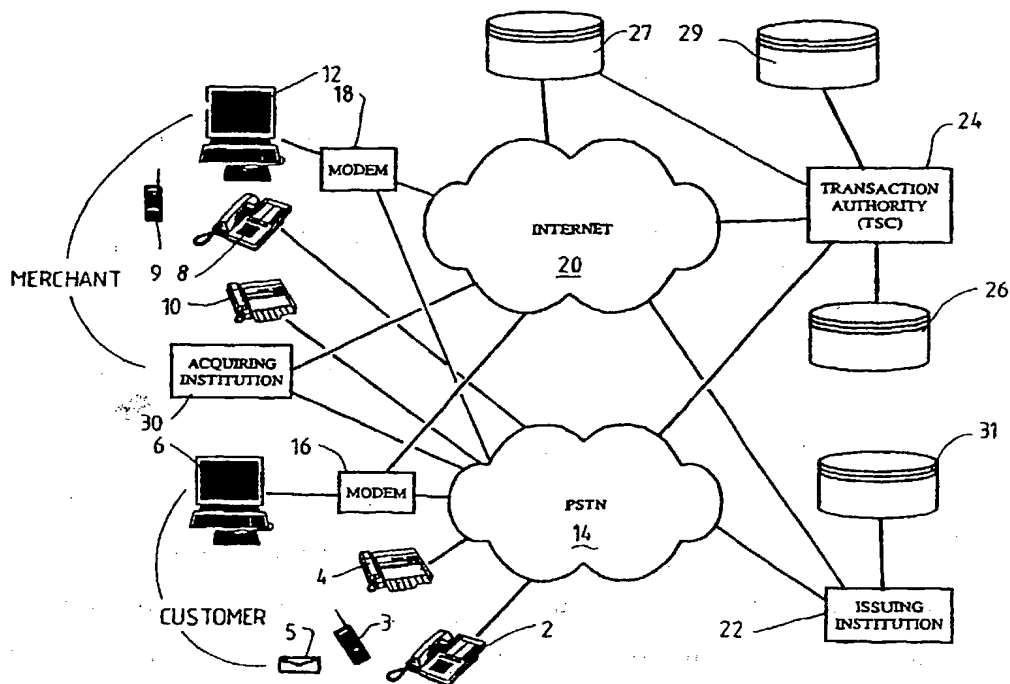 27
29
12
18
24
MODEM
TRANSACTION
AUTHORITY
(TSC)
INTERNET
20
9
8
MERCHANT
10
26
ACQUIRING
INSTITUTION
30
6
16
31
MODEM
PSTN
14
4
CUSTOMER
3
5
2
22
ISSUING
INSTITUTION